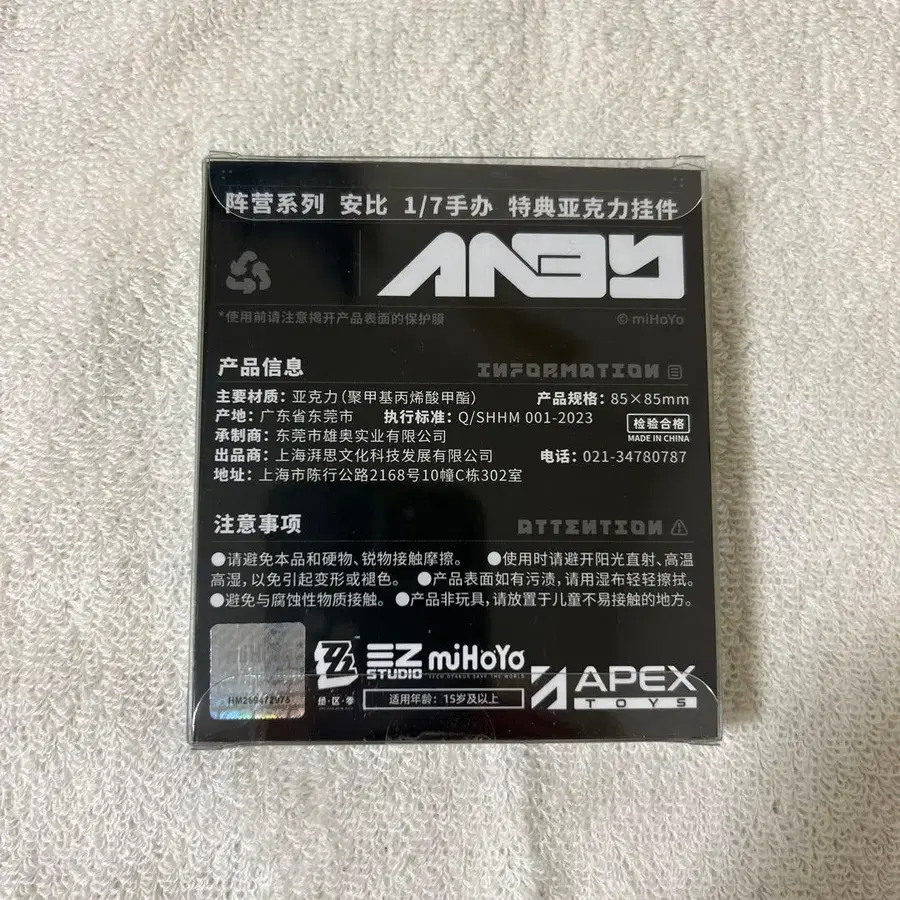 阵营系列 安比 1/7手办 特典亚克力挂件
ANBY
*使用前请注意揭开产品表面的保护膜
© miHoYo
产品信息 INFORMATION
主要材质：亚克力（聚甲基丙烯酸甲酯） 产品规格：85×85mm
产地：广东省东莞市 执行标准：Q/SHHM 001-2023
检验合格
承制商：东莞市雄奥实业有限公司 MADE IN CHINA
出品商：上海湃思文化科技发展有限公司 电话：021-34780787
地址：上海市陈行公路2168号10幢C栋302室
注意事项 ATTENTION
●请避免本品和硬物、锐物接触摩擦。 ●使用时请避开阳光直射、高温
高湿，以免引起变形或褪色。 ●产品表面如有污渍，请用湿布轻轻擦拭。
●避免与腐蚀性物质接触。 ●产品非玩具，请放置于儿童不易接触的地方。
miHoYo
HM269472976
绝·区·零
EZ
STUDIO
miHoYo
TECH OTAKUS SAVE THE WORLD
适用年龄：15岁及以上
APEX
TOYS